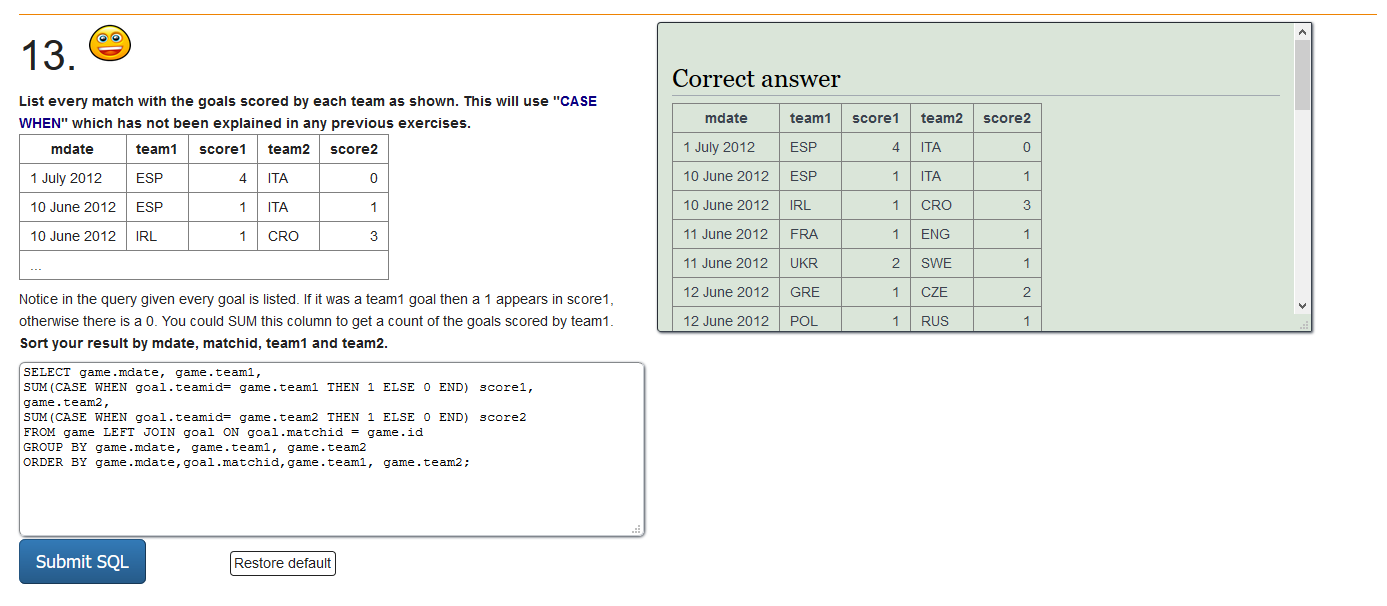 13.
List every match with the goals scored by each team as shown. This will use "CASE
WHEN" which has not been explained in any previous exercises.
mdate team1 score1 team2 score2
1 July 2012 ESP 4 ITA 0
10 June 2012 ESP 1 ITA 1
10 June 2012 IRL 1 CRO 3
...
Notice in the query given every goal is listed. If it was a team1 goal then a 1 appears in score1,
otherwise there is a 0. You could SUM this column to get a count of the goals scored by team1.
Sort your result by mdate, matchid, team1 and team2.
SELECT game.mdate, game.team1,
SUM(CASE WHEN goal.teamid= game.team1 THEN 1 ELSE 0 END) score1,
game.team2,
SUM(CASE WHEN goal.teamid= game.team2 THEN 1 ELSE 0 END) score2
FROM game LEFT JOIN goal ON goal.matchid = game.id
GROUP BY game.mdate, game.team1, game.team2
ORDER BY game.mdate,goal.matchid,game.team1, game.team2;
Submit SQL
Restore default
Correct answer
mdate team1 score1 team2 score2
1 July 2012 ESP 4 ITA 0
10 June 2012 ESP 1 ITA 1
10 June 2012 IRL 1 CRO 3
11 June 2012 FRA 1 ENG 1
11 June 2012 UKR 2 SWE 1
12 June 2012 GRE 1 CZE 2
12 June 2012 POL 1 RUS 1